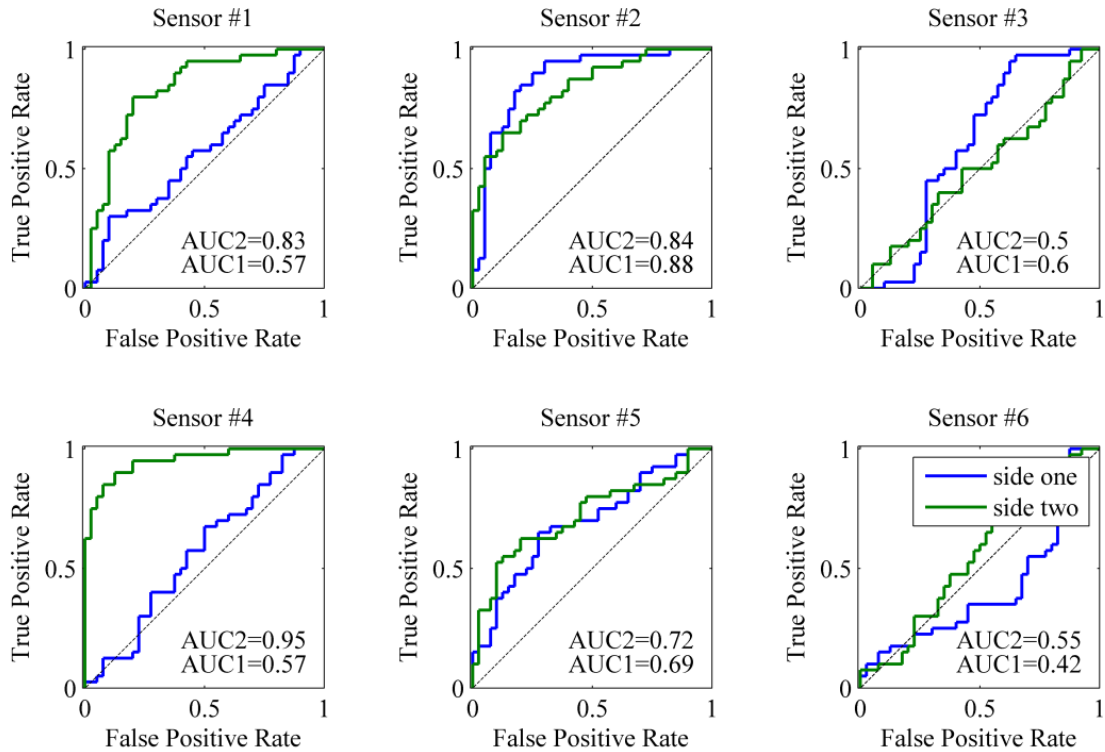 Sensor #1
True Positive Rate
1
0.5
0
AUC2=0.83
AUC1=0.57
0 0.5 1
False Positive Rate
Sensor #2
True Positive Rate
1
0.5
0
AUC2=0.84
AUC1=0.88
0 0.5 1
False Positive Rate
Sensor #3
True Positive Rate
1
0.5
0
AUC2=0.5
AUC1=0.6
0 0.5 1
False Positive Rate
Sensor #4
True Positive Rate
1
0.5
0
AUC2=0.95
AUC1=0.57
0 0.5 1
False Positive Rate
Sensor #5
True Positive Rate
1
0.5
0
AUC2=0.72
AUC1=0.69
0 0.5 1
False Positive Rate
Sensor #6
True Positive Rate
1
0.5
0
side one
side two
AUC2=0.55
AUC1=0.42
0 0.5 1
False Positive Rate